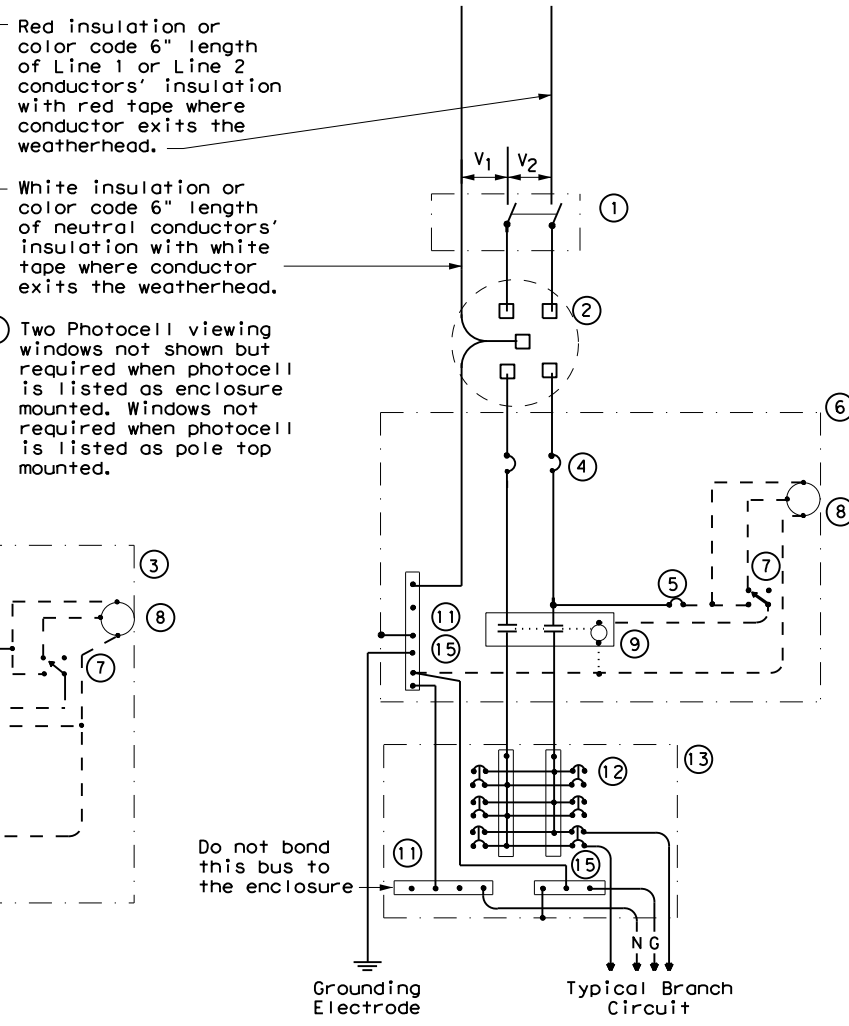 Red insulation or
color code 6" length
of Line 1 or Line 2
conductors' insulation
with red tape where
conductor exits the
weatherhead.
White insulation or
color code 6" length
of neutral conductors'
insulation with white
tape where conductor
exits the weatherhead.
Two Photocell viewing
windows not shown but
required when photocell
is listed as enclosure
mounted. Windows not
required when photocell
is listed as pole top
mounted.
V1 V2
1
2
6
4
8
7
5
11
9
15
3
8
7
13
12
11
15
Do not bond
this bus to
the enclosure
N G
Grounding
Electrode
Typical Branch
Circuit